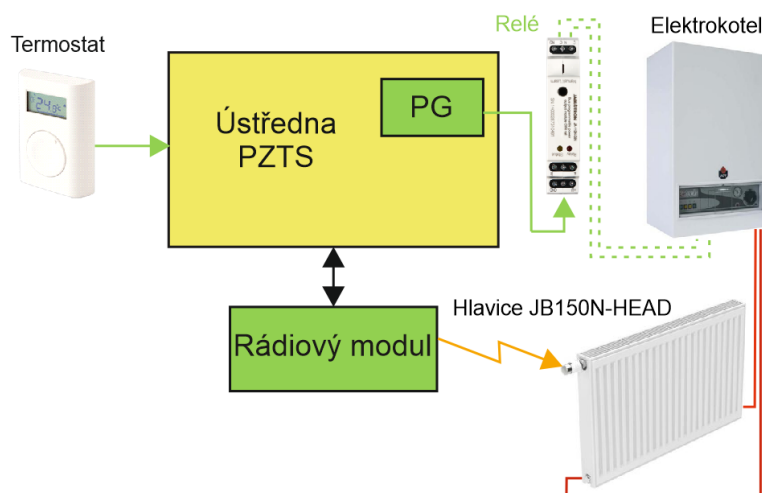 Relé
Elektrokotel
Termostat
PG
Ústředna
PZTS
Hlavice JB150N-HEAD
Rádiový modul